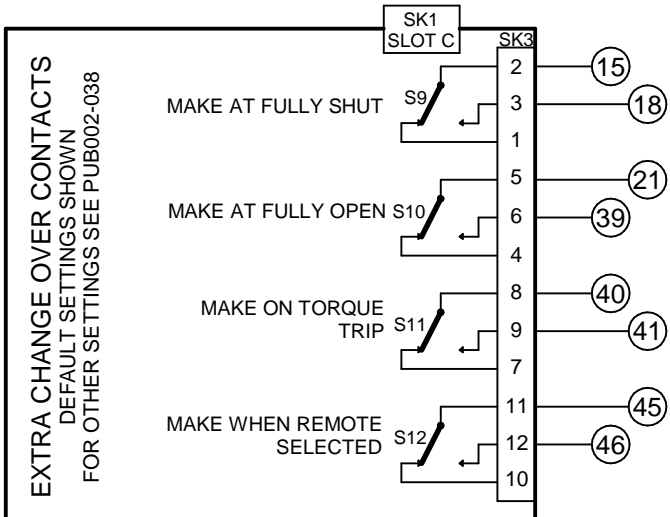 SK1
SLOT C
SK3
EXTRA CHANGE OVER CONTACTS
DEFAULT SETTINGS SHOWN
FOR OTHER SETTINGS SEE PUB002-038
MAKE AT FULLY SHUT
S9
2
15
3
18
1
MAKE AT FULLY OPEN
S10
5
21
6
39
4
MAKE ON TORQUE
TRIP
S11
8
40
9
41
7
MAKE WHEN REMOTE
SELECTED
S12
11
45
12
46
10